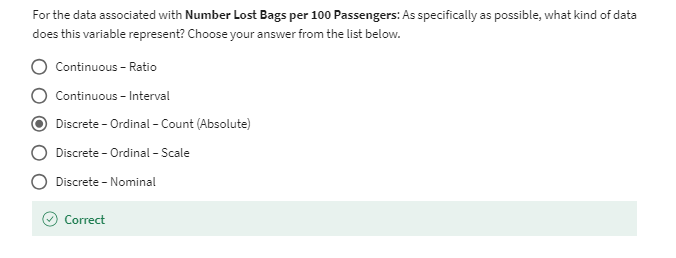 For the data associated with Number Lost Bags per 100 Passengers: As specifically as possible, what kind of data
does this variable represent? Choose your answer from the list below.
Continuous – Ratio
Continuous – Interval
Discrete – Ordinal – Count (Absolute)
Discrete – Ordinal – Scale
Discrete – Nominal
Correct